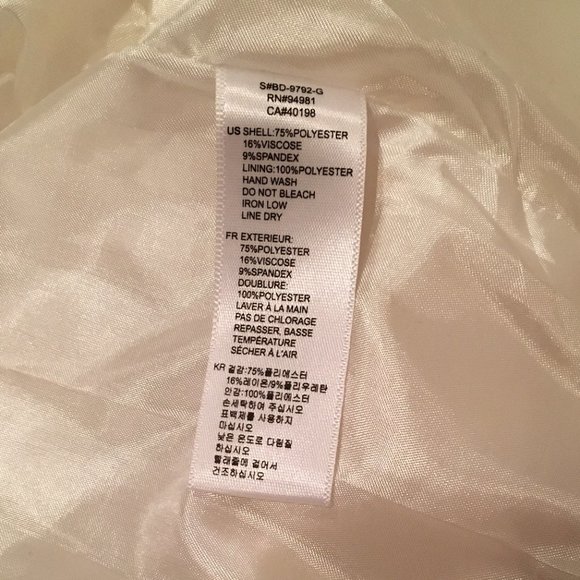 S#BD-9792-G
RN#94981
CA#40198
US SHELL:75%POLYESTER
16%VISCOSE
9%SPANDEX
LINING:100%POLYESTER
HAND WASH
DO NOT BLEACH
IRON LOW
LINE DRY
FR EXTERIEUR:
75%POLYESTER
16%VISCOSE
9%SPANDEX
DOUBLURE:
100%POLYESTER
LAVER À LA MAIN
PAS DE CHLORAGE
REPASSER, BASSE
TEMPÉRATURE
SÉCHER À L'AIR
KR 겉감:75%폴리에스터
16%레이온/9%폴리우레탄
안감:100%폴리에스터
손세탁하여 주십시오
표백제를 사용하지
마십시오
낮은 온도로 다림질
하십시오
빨래줄에 걸어서
건조하십시오